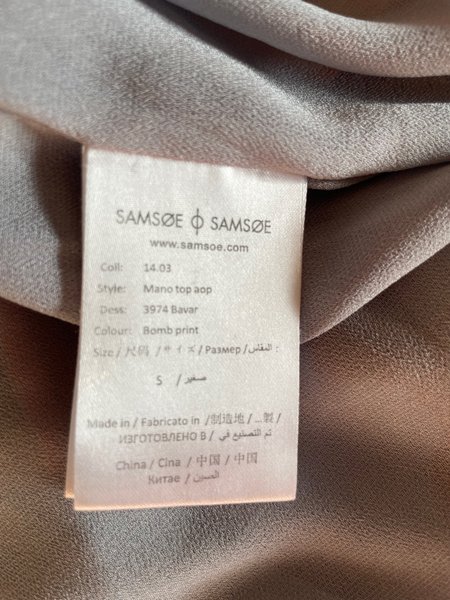 SAMSØE ϕ SAMSØE
www.samsoe.com
Coll: 14.03
Style: Mano top aop
Dess: 3974 Bavar
Colour: Bomb print
Size / 尺码 / サイズ / Размер / المقاس :
S / صغير
Made in / Fabricato in / 制造地 / ...製 /
ИЗГОТОВЛЕНО В / تم التصنيع في
China / Cina / 中国 / 中国
Китае / الصين